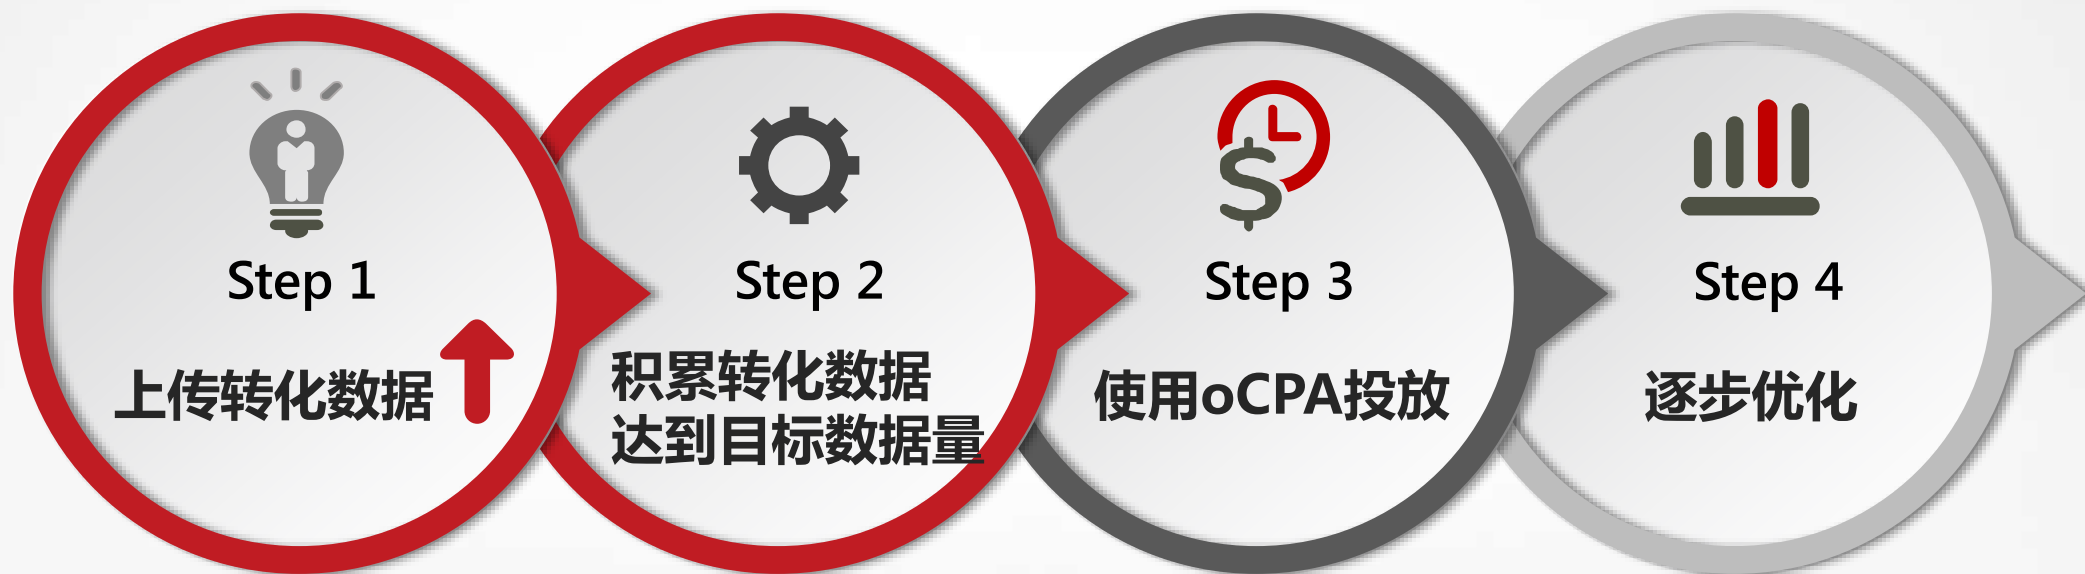 Step 1
上传转化数据
Step 2
积累转化数据
达到目标数据量
Step 3
使用oCPA投放
Step 4
逐步优化